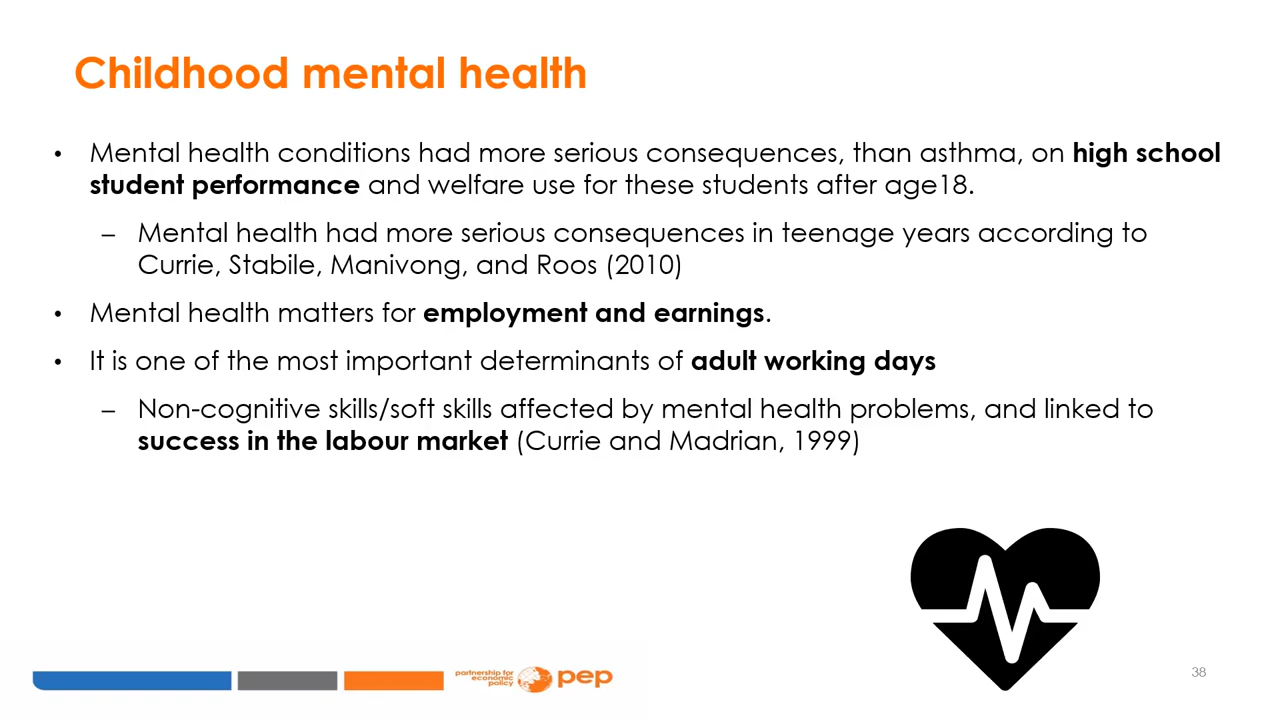 Childhood mental health
• Mental health conditions had more serious consequences, than asthma, on high school
student performance and welfare use for these students after age18.
– Mental health had more serious consequences in teenage years according to
Currie, Stabile, Manivong, and Roos (2010)
• Mental health matters for employment and earnings.
• It is one of the most important determinants of adult working days
– Non-cognitive skills/soft skills affected by mental health problems, and linked to
success in the labour market (Currie and Madrian, 1999)
partnership for
economic
policy
pep
38